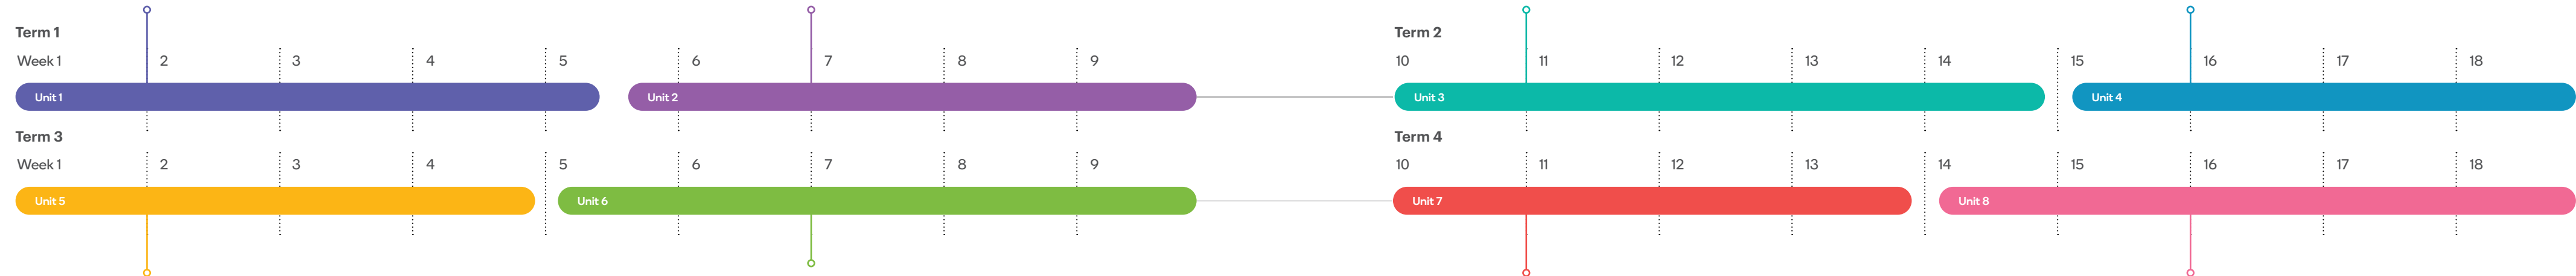 Term 1 Term 2
Week 1 2 3 4 5 6 7 8 9 10 11 12 13 14 15 16 17 18
Unit 1 Unit 2 Unit 3 Unit 4
Term 3 Term 4
Week 1 2 3 4 5 6 7 8 9 10 11 12 13 14 15 16 17 18
Unit 5 Unit 6 Unit 7 Unit 8